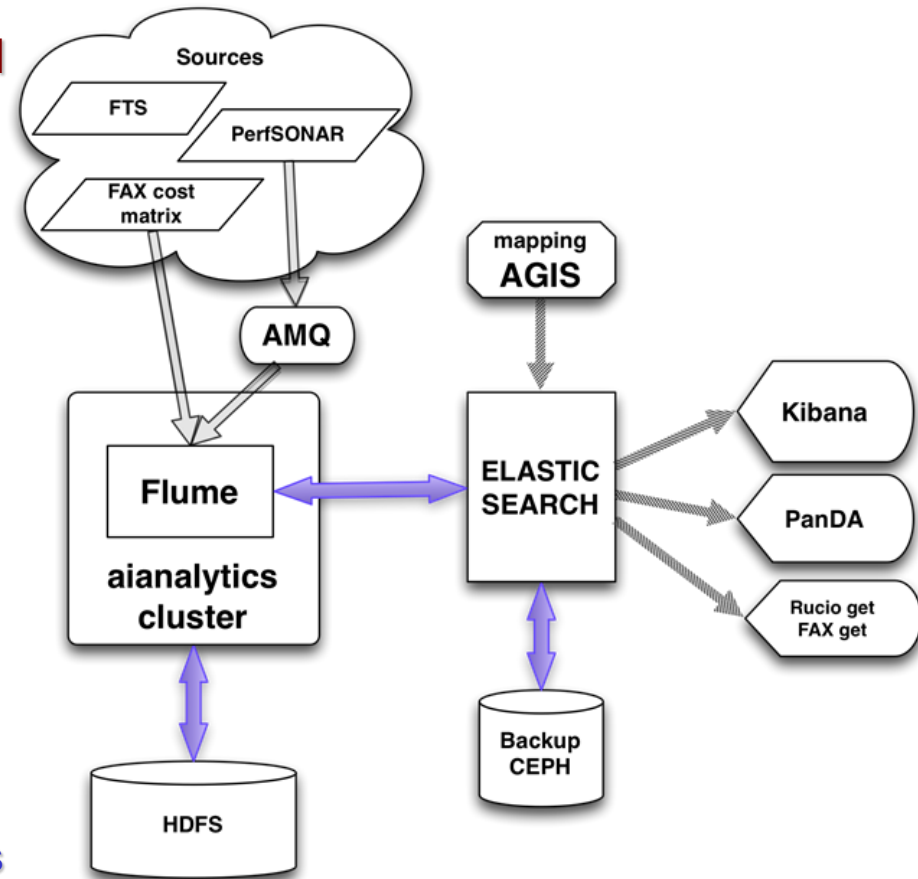 Sources
FTS
PerfSONAR
FAX cost
matrix
mapping
AGIS
AMQ
Kibana
ELASTIC
SEARCH
Flume
PanDA
aianalytics
cluster
Rucio get
FAX get
Backup
CEPH
HDFS